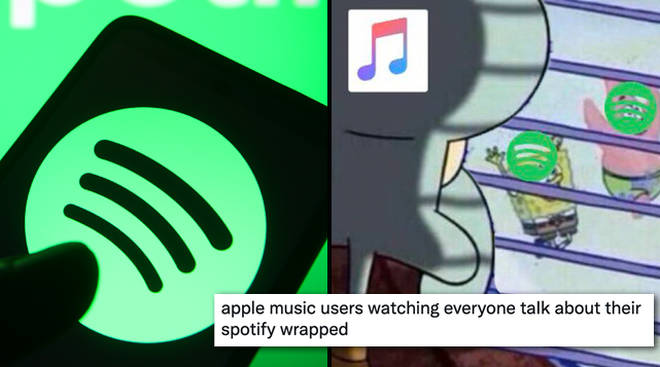 apple music users watching everyone talk about their
spotify wrapped